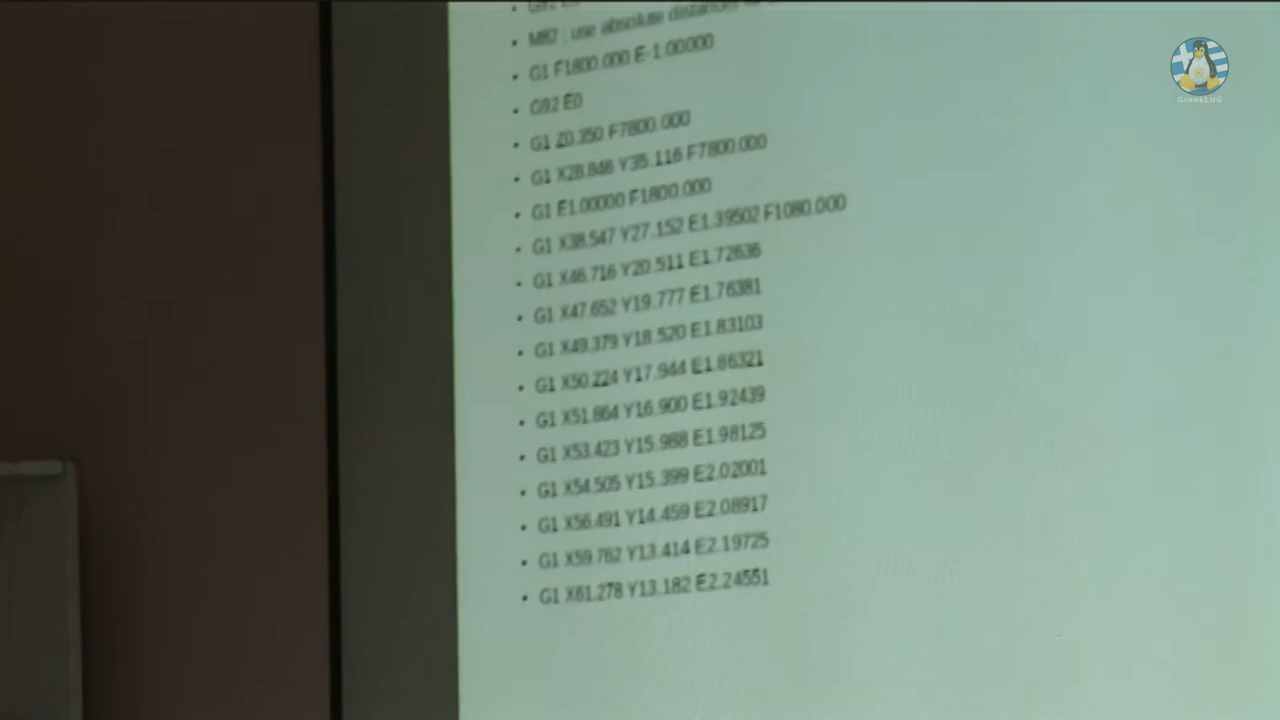 M82 ; use absolute distances
G1 F1800.000 E-1.00000
G92 E0
G1 Z0.350 F7800.000
G1 X28.846 Y35.116 F7800.000
G1 E1.00000 F1800.000
G1 X38.547 Y27.152 E1.39502 F1080.000
G1 X46.716 Y20.511 E1.72636
G1 X47.652 Y19.777 E1.76381
G1 X49.379 Y18.520 E1.83103
G1 X50.224 Y17.944 E1.86321
G1 X51.864 Y16.900 E1.92439
G1 X53.423 Y15.988 E1.98125
G1 X54.505 Y15.399 E2.02001
G1 X56.491 Y14.459 E2.08917
G1 X59.762 Y13.414 E2.19725
G1 X61.278 Y13.182 E2.24551
GreekLUG